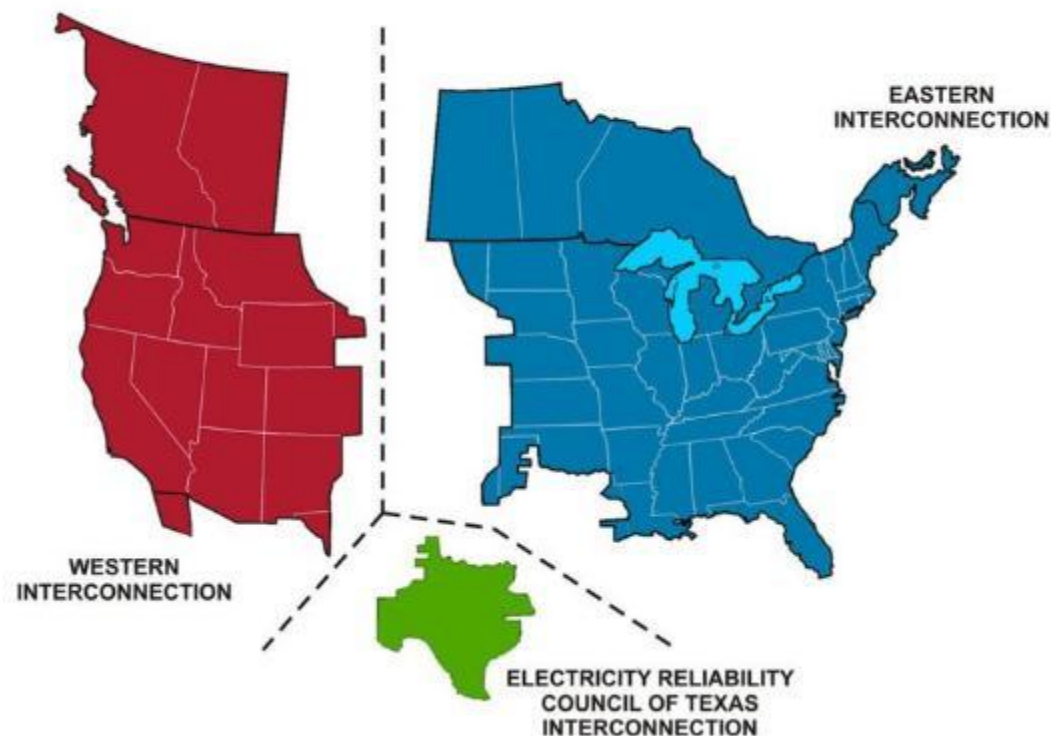 EASTERN
INTERCONNECTION
WESTERN
INTERCONNECTION
ELECTRICITY RELIABILITY
COUNCIL OF TEXAS
INTERCONNECTION